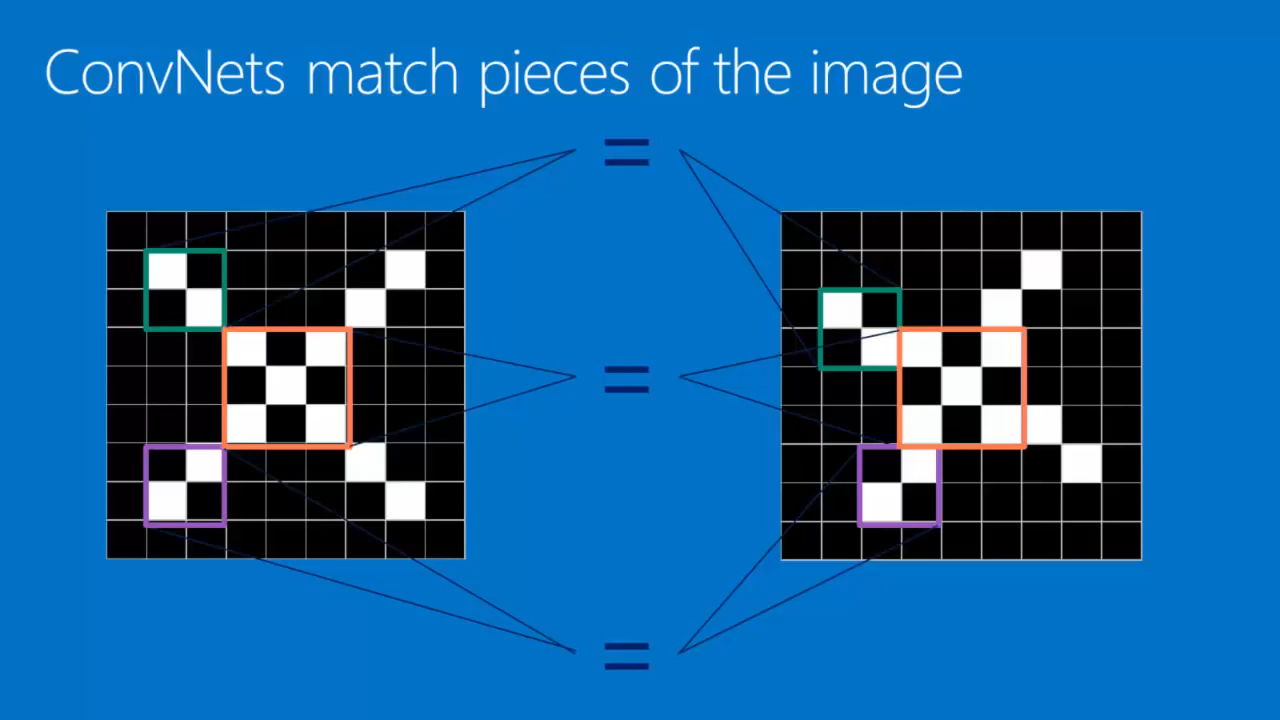 ConvNets match pieces of the image
=
=
=